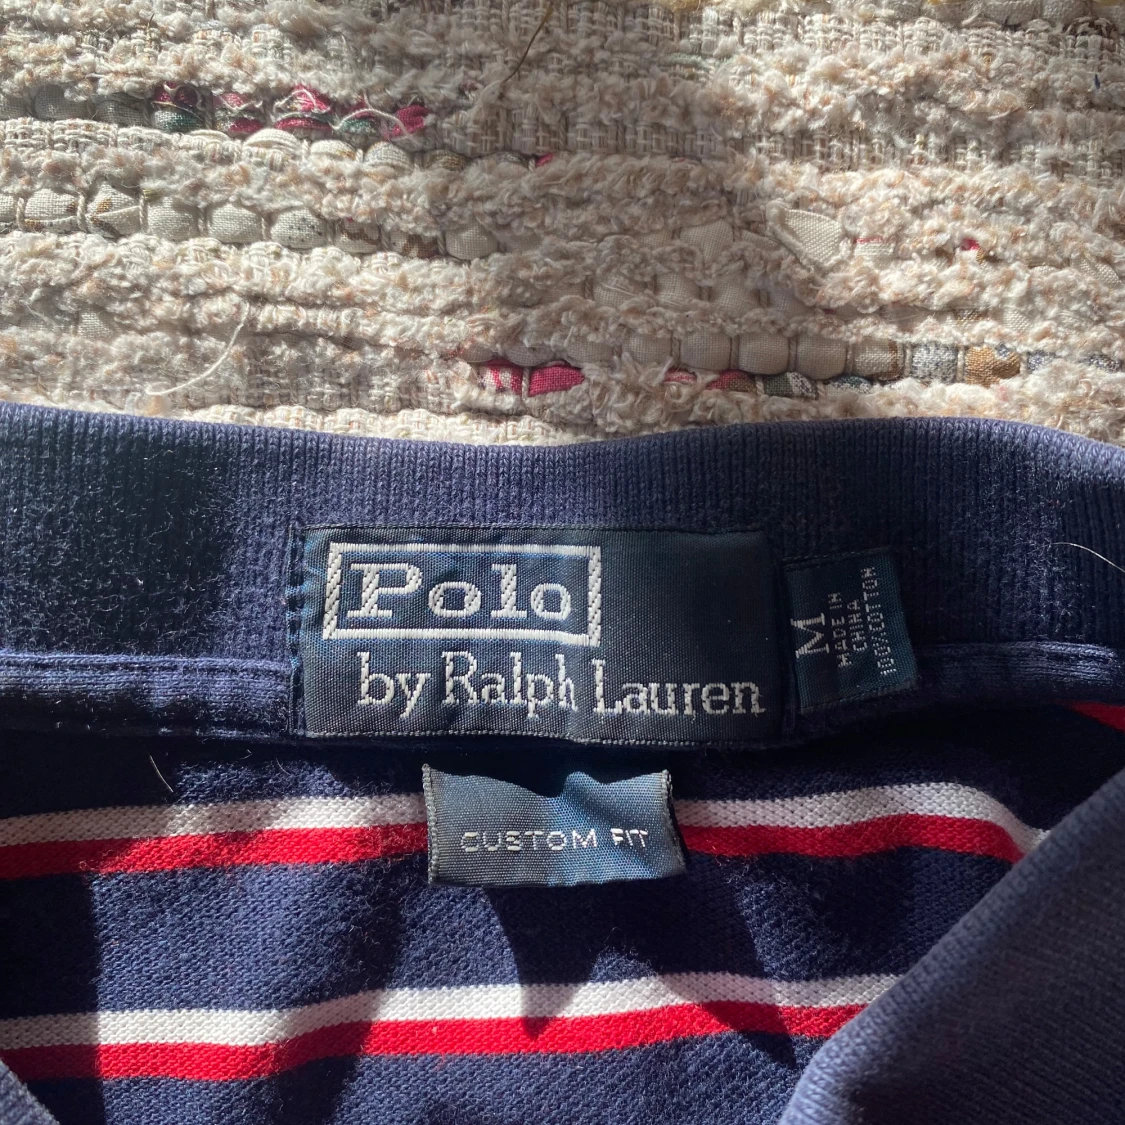 Polo
by Ralph Lauren
M
MADE IN
CHINA
100%COTTON
CUSTOM FIT